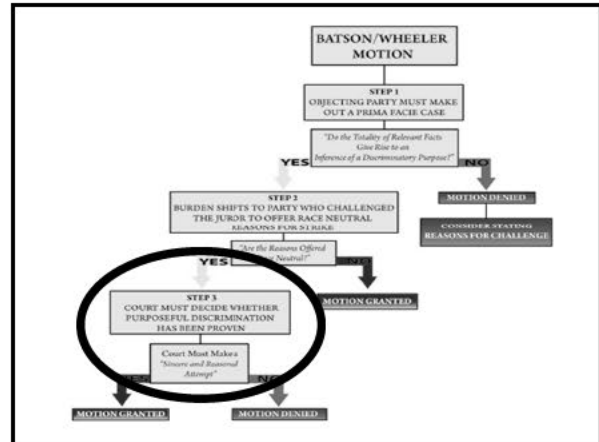 BATSON/WHEELER
MOTION
STEP 1
OBJECTING PARTY MUST MAKE
OUT A PRIMA FACIE CASE
"Do the Totality of Relevant Facts
Give Rise to an
Inference of a Discriminatory Purpose?"
YES
NO
MOTION DENIED
CONSIDER STATING
REASONS FOR CHALLENGE
STEP 2
BURDEN SHIFTS TO PARTY WHO CHALLENGED
THE JUROR TO OFFER RACE NEUTRAL
REASONS FOR STRIKE
"Are the Reasons Offered
Neutral?"
YES
NO
MOTION GRANTED
STEP 3
COURT MUST DECIDE WHETHER
PURPOSEFUL DISCRIMINATION
HAS BEEN PROVEN
Court Must Make a
"Sincere and Reasoned
Attempt"
NO
MOTION GRANTED
MOTION DENIED